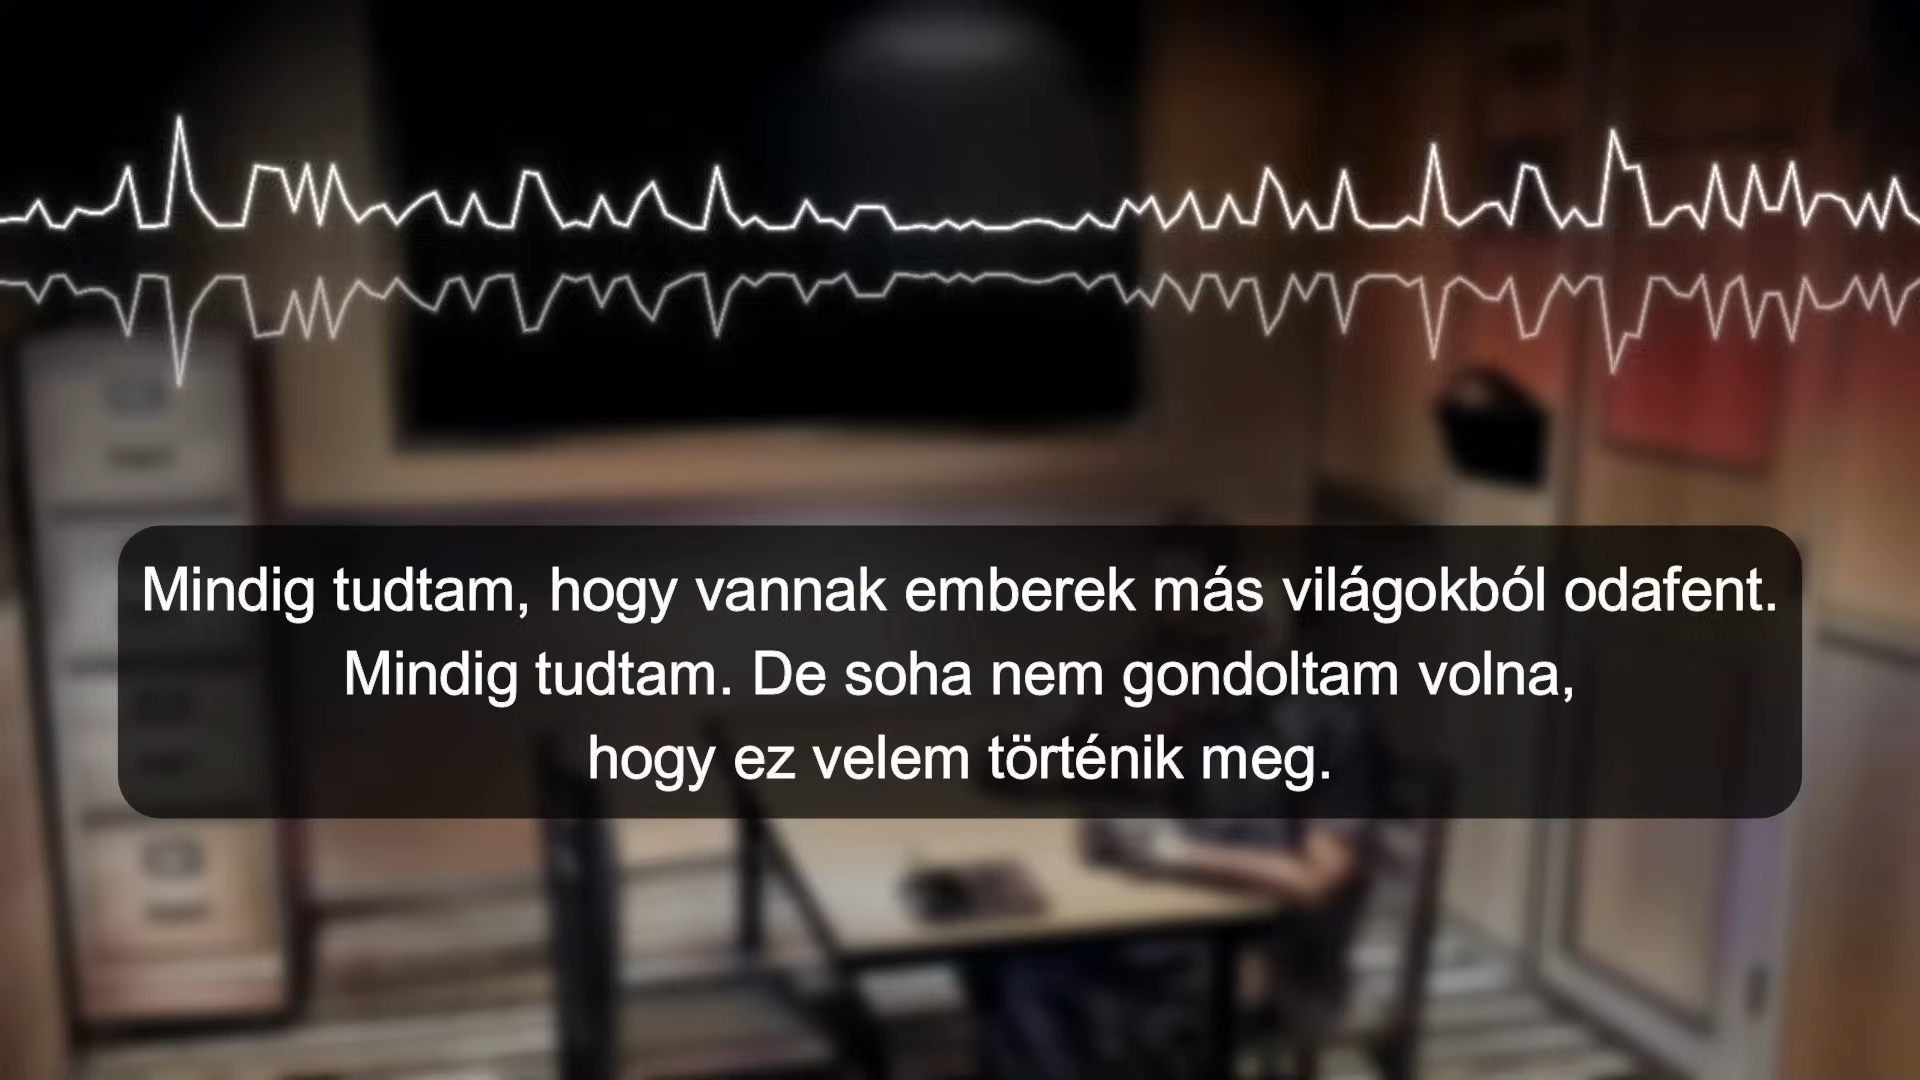 Mindig tudtam, hogy vannak emberek más világokból odafent.
Mindig tudtam. De soha nem gondoltam volna,
hogy ez velem történik meg.